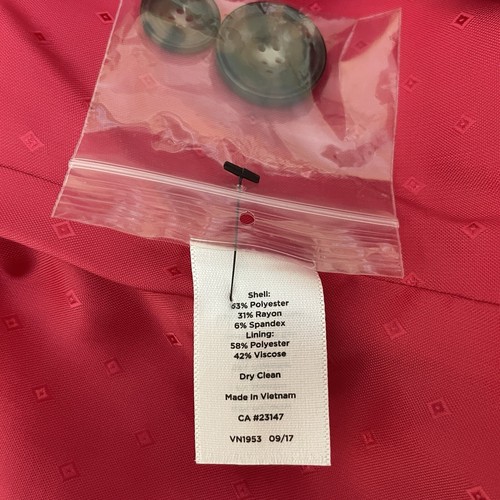 Shell:
63% Polyester
31% Rayon
6% Spandex
Lining:
58% Polyester
42% Viscose
Dry Clean
Made In Vietnam
CA #23147
VN1953 09/17